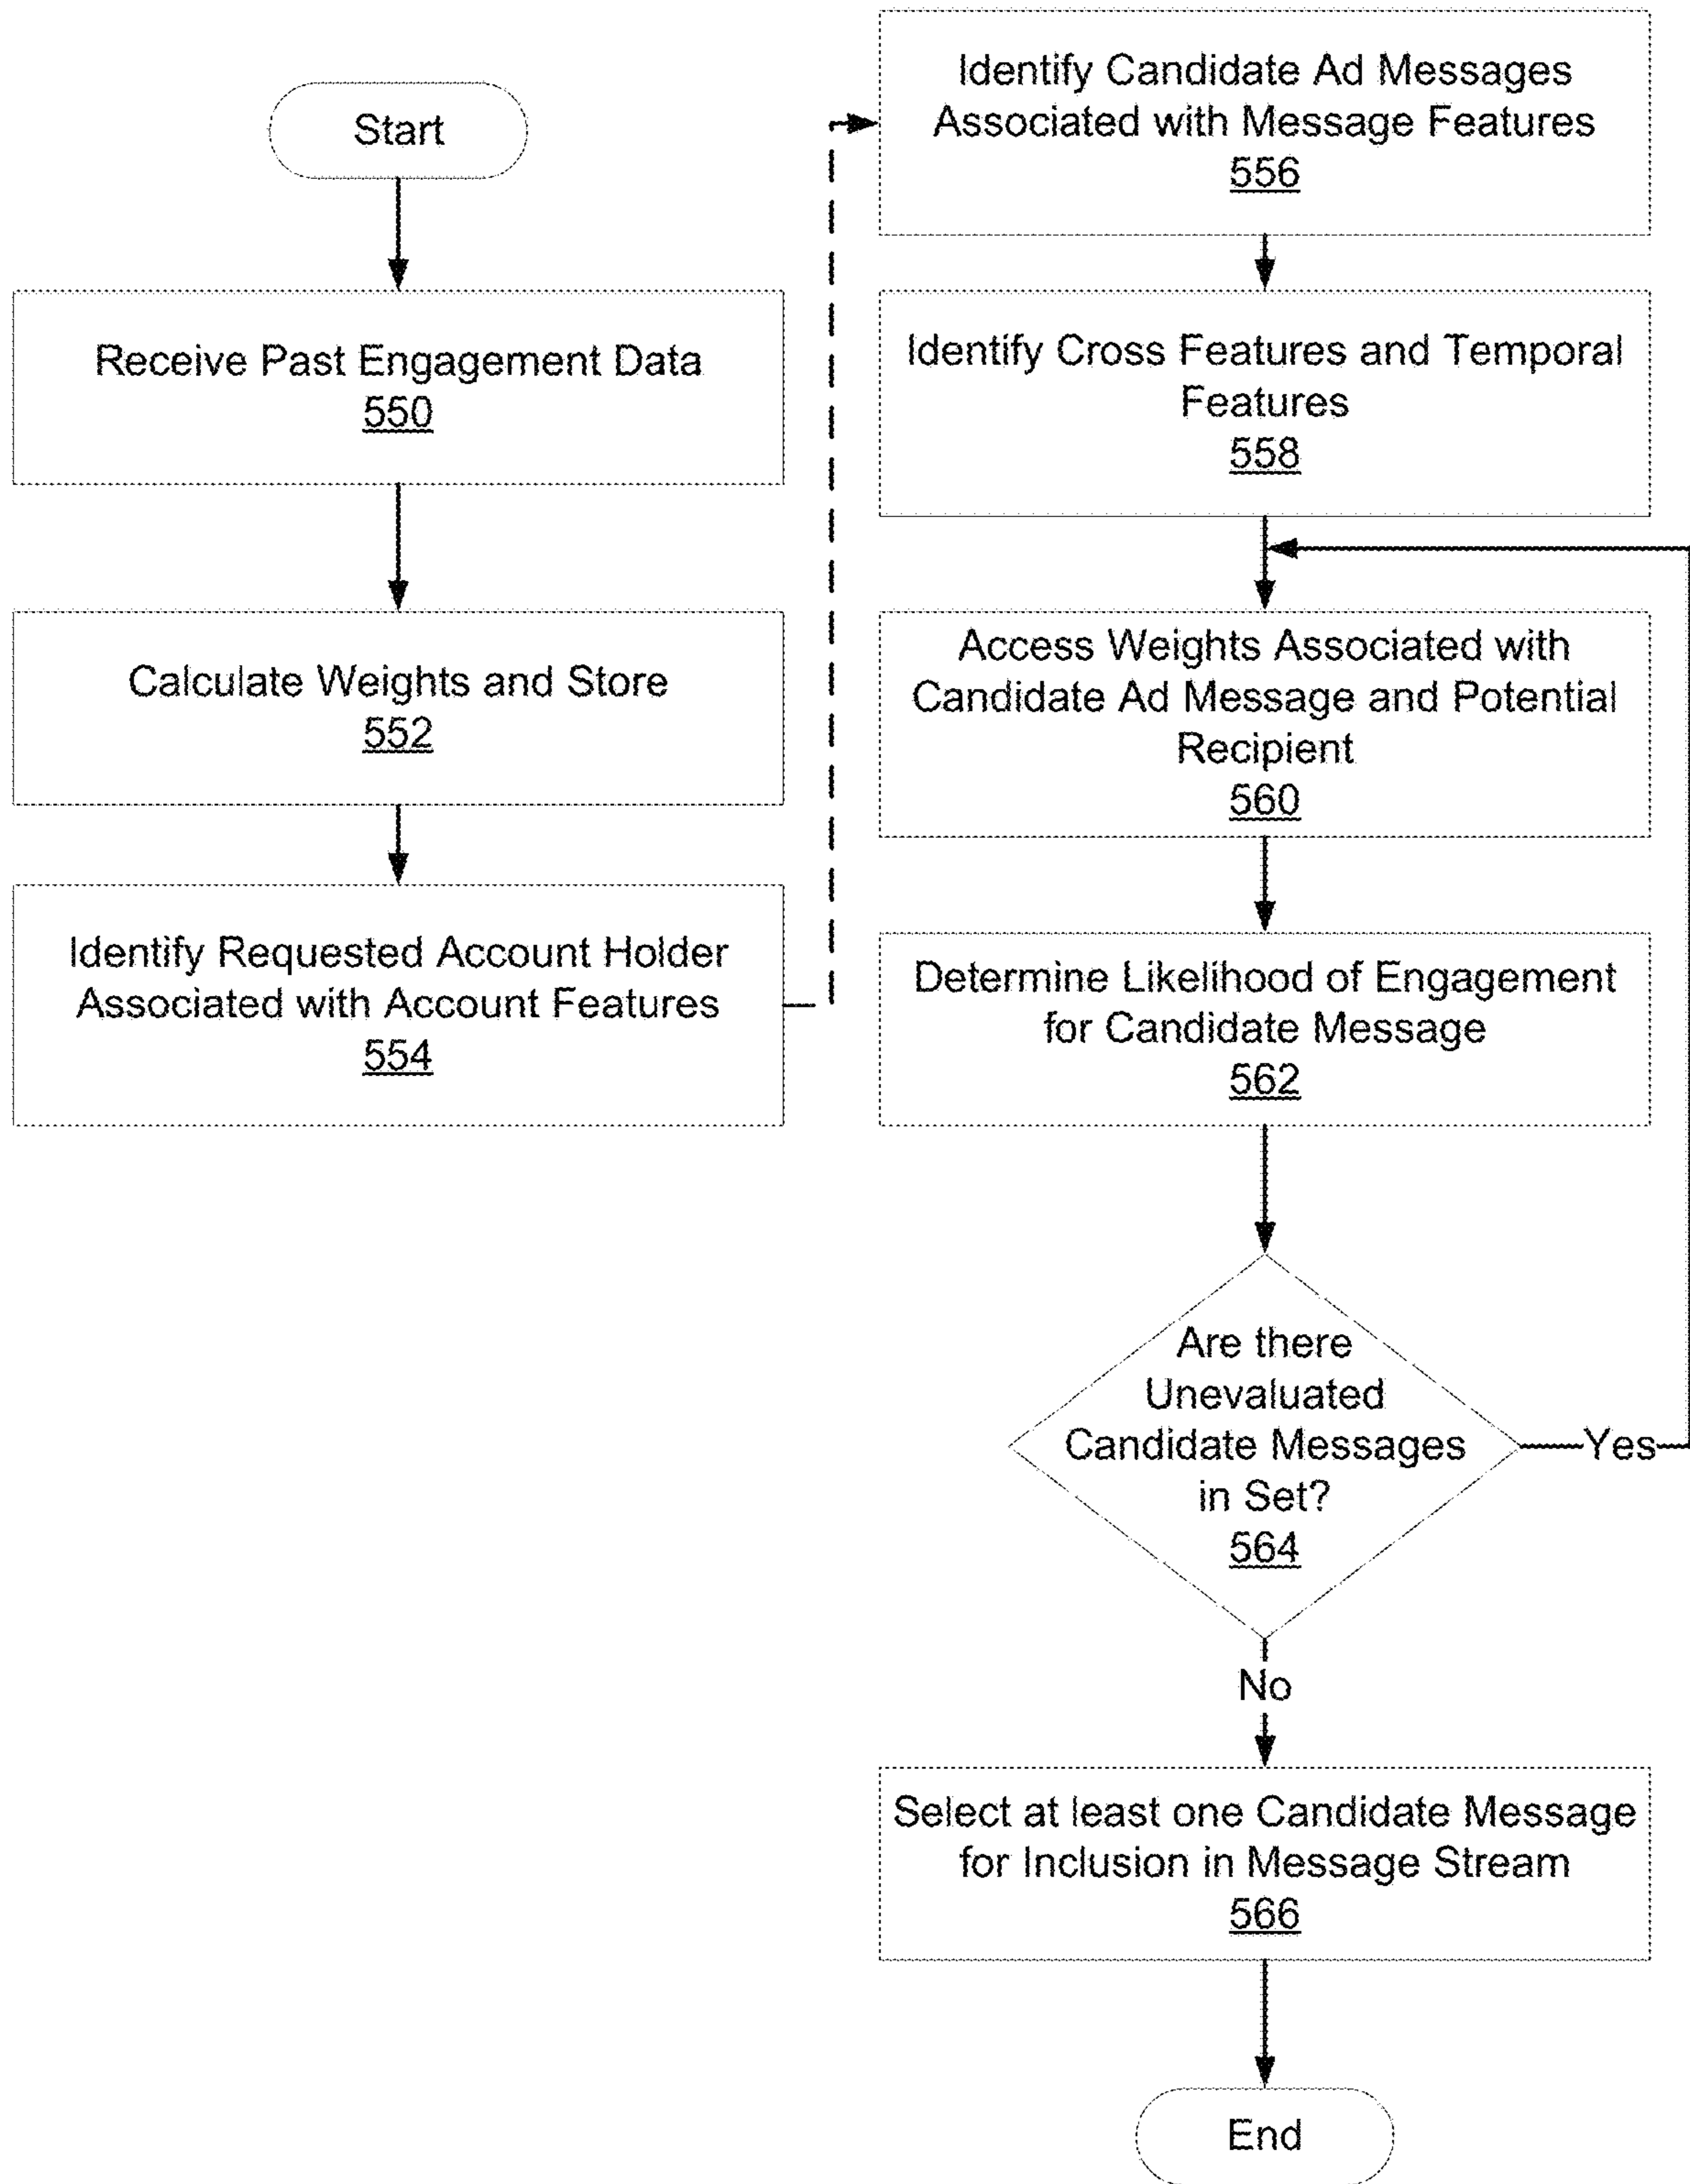 Start
Receive Past Engagement Data
550
Calculate Weights and Store
552
Identify Requested Account Holder
Associated with Account Features
554
Identify Candidate Ad Messages
Associated with Message Features
556
Identify Cross Features and Temporal
Features
558
Access Weights Associated with
Candidate Ad Message and Potential
Recipient
560
Determine Likelihood of Engagement
for Candidate Message
562
Are there
Unevaluated
Candidate Messages
in Set?
564
Yes
No
Select at least one Candidate Message
for Inclusion in Message Stream
566
End